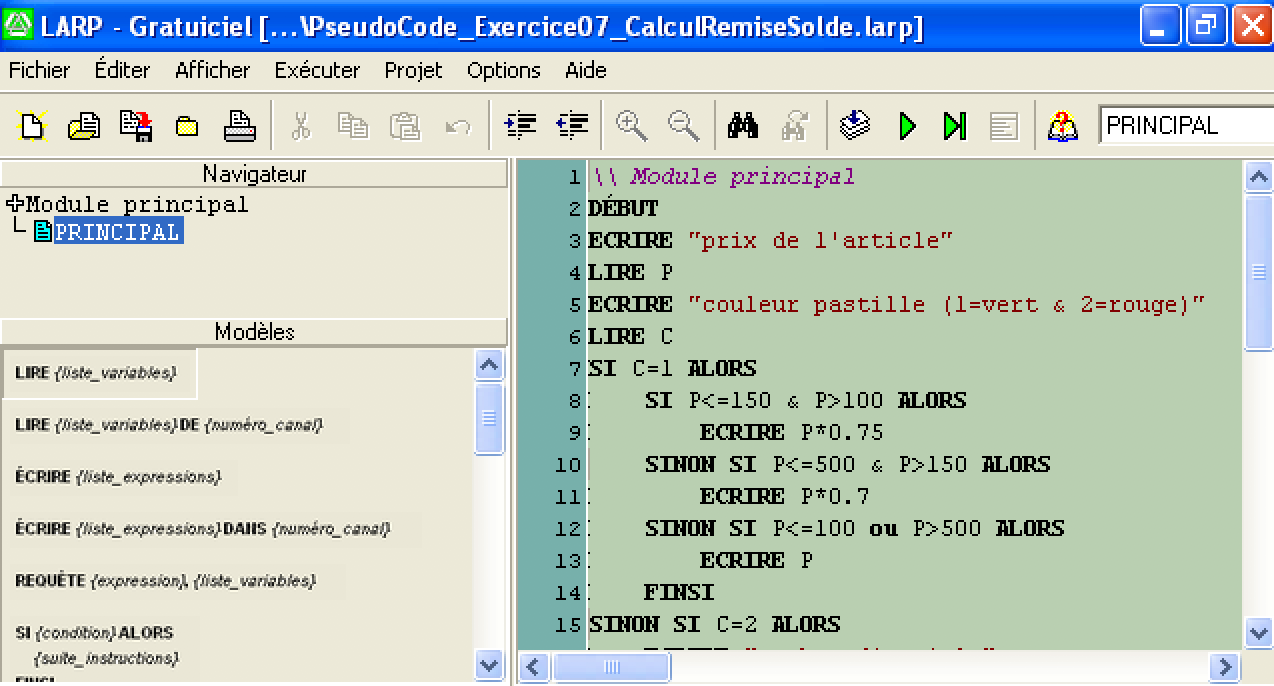 LARP - Gratuiciel [...\PseudoCode_Exercice07_CalculRemiseSolde.larp]
Fichier Éditer Afficher Exécuter Projet Options Aide
PRINCIPAL
Navigateur
Module principal
PRINCIPAL
Modèles
LIRE {liste_variables}
LIRE {liste_variables} DE {numéro_canal}
ÉCRIRE {liste_expressions}
ÉCRIRE {liste_expressions} DANS {numéro_canal}
REQUÊTE {expression}, {liste_variables}
SI {condition} ALORS
{suite_instructions}
FINSI
1 \\ Module principal
2 DÉBUT
3 ECRIRE "prix de l'article"
4 LIRE P
5 ECRIRE "couleur pastille (1=vert & 2=rouge)"
6 LIRE C
7 SI C=1 ALORS
8 SI P<=150 & P>100 ALORS
9 ECRIRE P*0.75
10 SINON SI P<=500 & P>150 ALORS
11 ECRIRE P*0.7
12 SINON SI P<=100 ou P>500 ALORS
13 ECRIRE P
14 FINSI
15 SINON SI C=2 ALORS